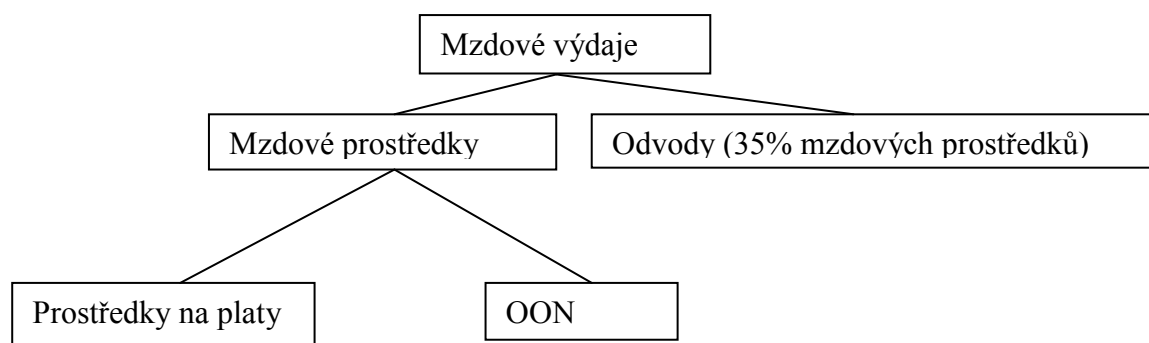 Mzdové výdaje
Mzdové prostředky
Odvody (35% mzdových prostředků)
Prostředky na platy
OON